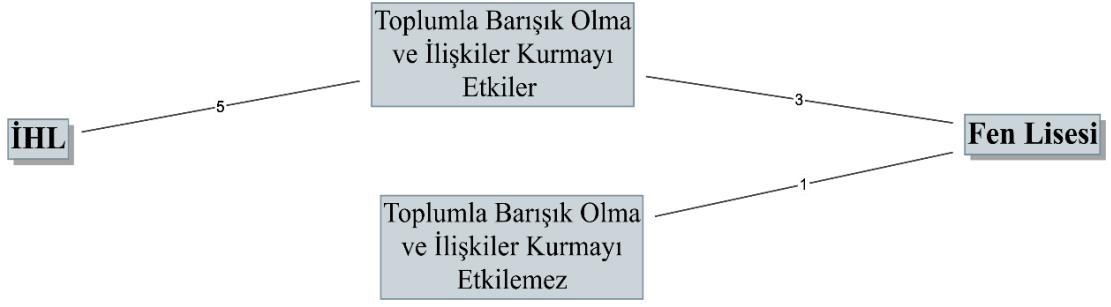 Toplumla Barışık Olma
ve İlişkiler Kurmayı
Etkiler
5
3
İHL
Fen Lisesi
1
Toplumla Barışık Olma
ve İlişkiler Kurmayı
Etkilemez